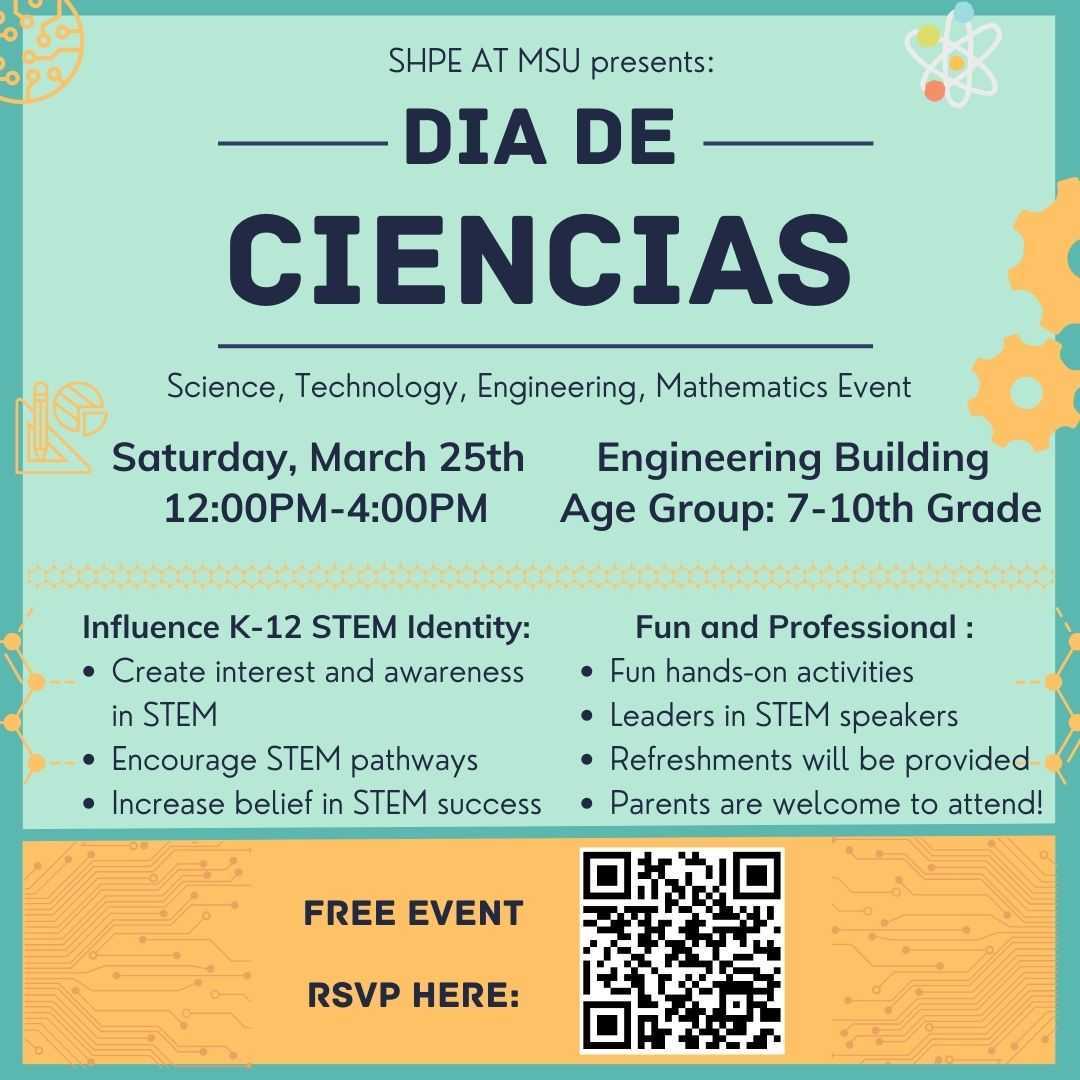 SHPE AT MSU presents:
DIA DE
CIENCIAS
Science, Technology, Engineering, Mathematics Event
Saturday, March 25th
12:00PM-4:00PM
Engineering Building
Age Group: 7-10th Grade
Influence K-12 STEM Identity:
• Create interest and awareness
in STEM
• Encourage STEM pathways
• Increase belief in STEM success
Fun and Professional :
• Fun hands-on activities
• Leaders in STEM speakers
• Refreshments will be provided
• Parents are welcome to attend!
FREE EVENT
RSVP HERE: